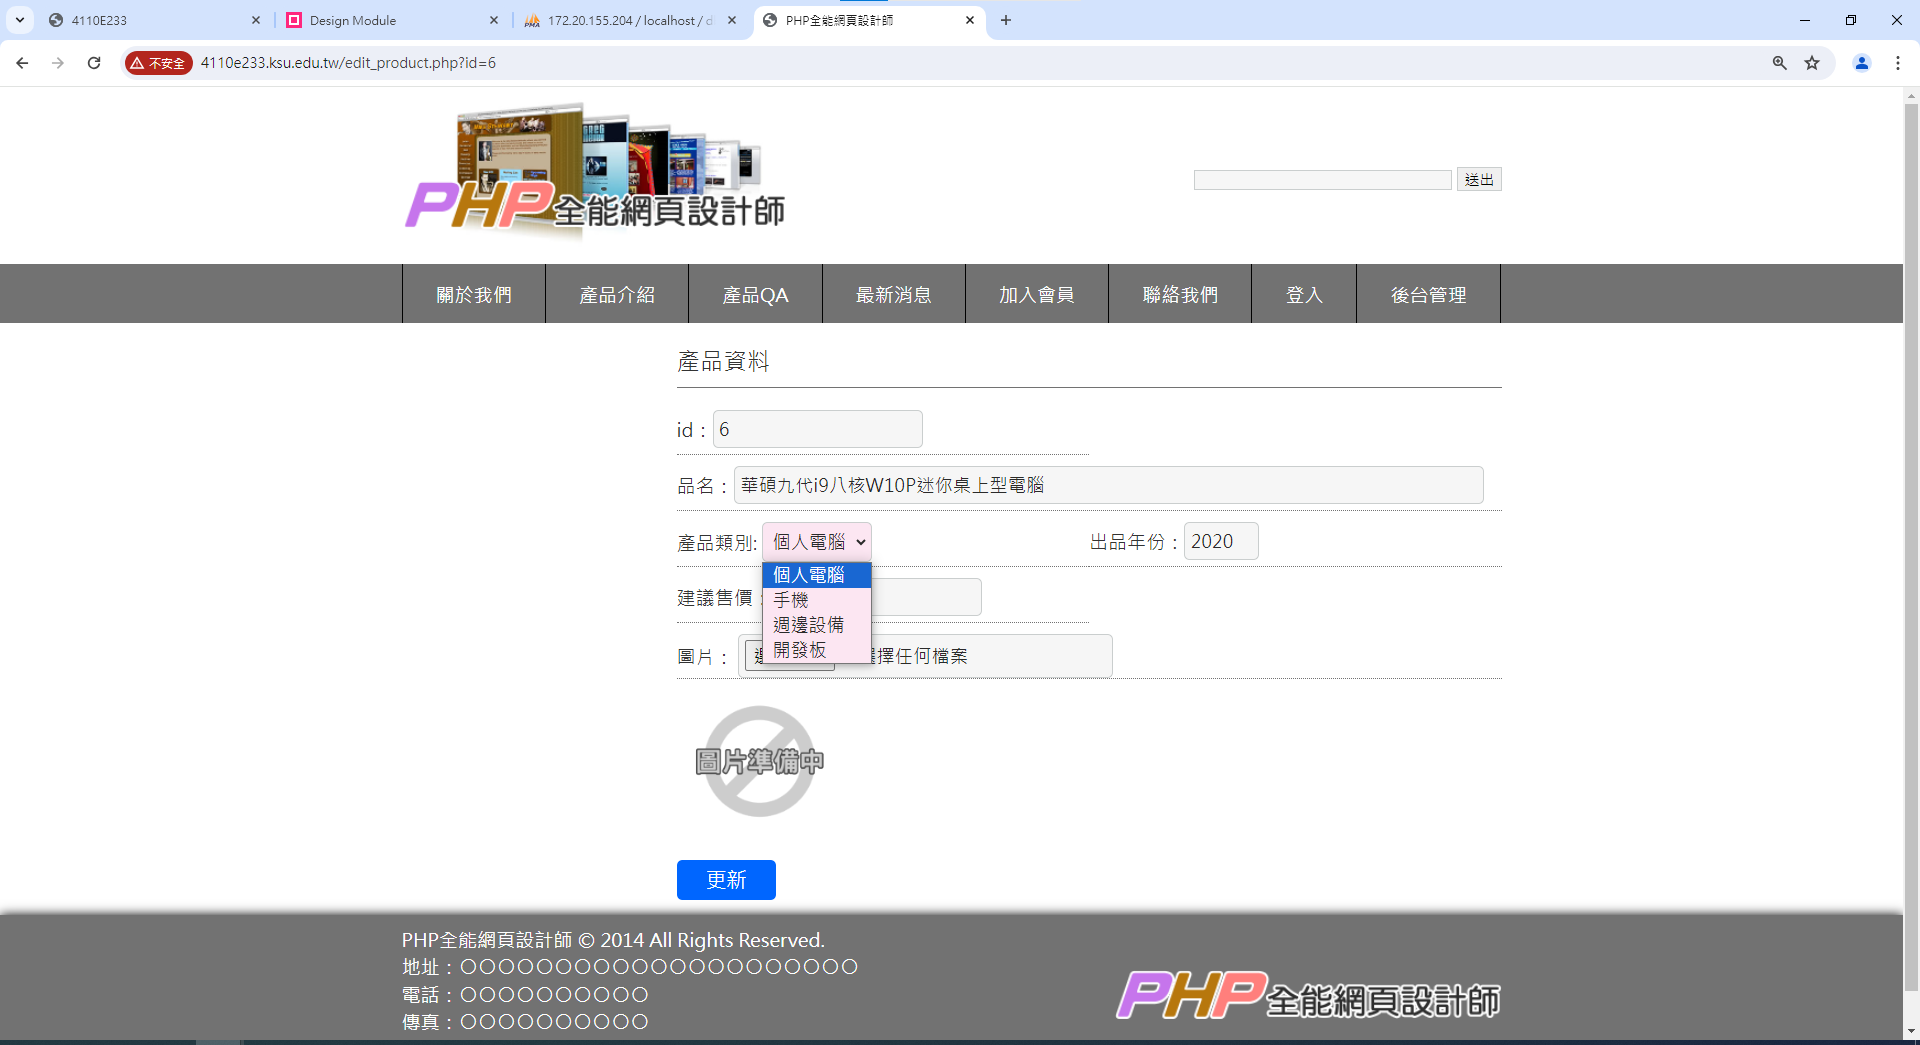 4110E233
Design Module
172.20.155.204 / localhost / d
PHP全能網頁設計師
不安全
4110e233.ksu.edu.tw/edit_product.php?id=6
PHP全能網頁設計師
送出
關於我們
產品介紹
產品QA
最新消息
加入會員
聯絡我們
登入
後台管理
產品資料
id：6
品名：華碩九代i9八核W10P迷你桌上型電腦
產品類別: 個人電腦
出品年份：2020
個人電腦
手機
週邊設備
開發板
建議售價
圖片：
擇任何檔案
圖片準備中
更新
PHP全能網頁設計師 © 2014 All Rights Reserved.
地址：〇〇〇〇〇〇〇〇〇〇〇〇〇〇〇〇〇〇〇〇〇
電話：〇〇〇〇〇〇〇〇〇〇
傳真：〇〇〇〇〇〇〇〇〇〇
PHP全能網頁設計師